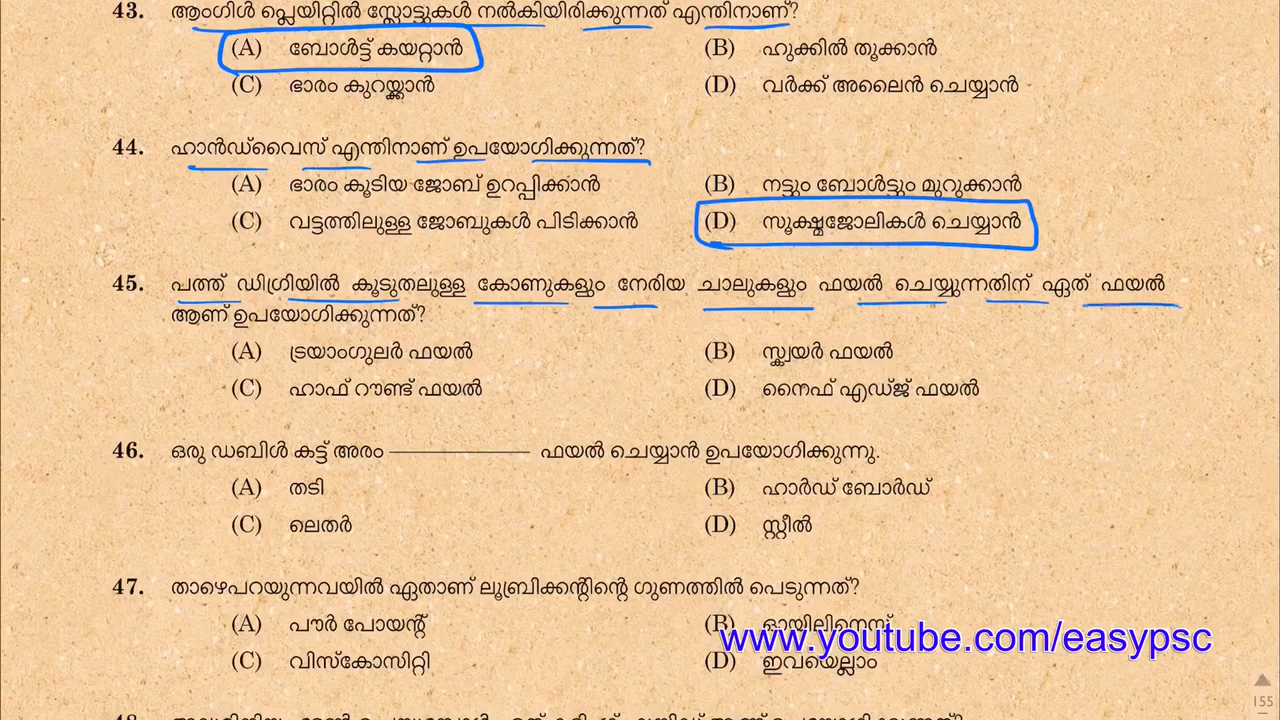 43. ആംഗിൾ പ്ലെയിറ്റിൽ സ്ലോട്ടുകൾ നൽകിയിരിക്കുന്നത് എന്തിനാണ്?
(A) ബോൾട്ട് കയറ്റാൻ (B) ഹുക്കിൽ തൂക്കാൻ
(C) ഭാരം കുറയ്ക്കാൻ (D) വർക്ക് അലൈൻ ചെയ്യാൻ
44. ഹാൻഡ്‌വൈസ് എന്തിനാണ് ഉപയോഗിക്കുന്നത്?
(A) ഭാരം കൂടിയ ജോബ് ഉറപ്പിക്കാൻ (B) നട്ടും ബോൾട്ടും മുറുക്കാൻ
(C) വട്ടത്തിലുള്ള ജോബുകൾ പിടിക്കാൻ (D) സൂക്ഷ്മജോലികൾ ചെയ്യാൻ
45. പത്ത് ഡിഗ്രിയിൽ കൂടുതലുള്ള കോണുകളും നേരിയ ചാലുകളും ഫയൽ ചെയ്യുന്നതിന് ഏത് ഫയൽ
ആണ് ഉപയോഗിക്കുന്നത്?
(A) ട്രയാംഗുലർ ഫയൽ (B) സ്ക്വയർ ഫയൽ
(C) ഹാഫ് റൗണ്ട് ഫയൽ (D) നൈഫ് എഡ്ജ് ഫയൽ
46. ഒരു ഡബിൾ കട്ട് അരം ————— ഫയൽ ചെയ്യാൻ ഉപയോഗിക്കുന്നു.
(A) തടി (B) ഹാർഡ് ബോർഡ്
(C) ലെതർ (D) സ്റ്റീൽ
47. താഴെപറയുന്നവയിൽ ഏതാണ് ലൂബ്രിക്കന്റിന്റെ ഗുണത്തിൽ പെടുന്നത്?
(A) പൗർ പോയന്റ് (B) ഓയിലിനെസ്
www.youtube.com/easypsc
(C) വിസ്കോസിറ്റി (D) ഇവയെല്ലാം
155